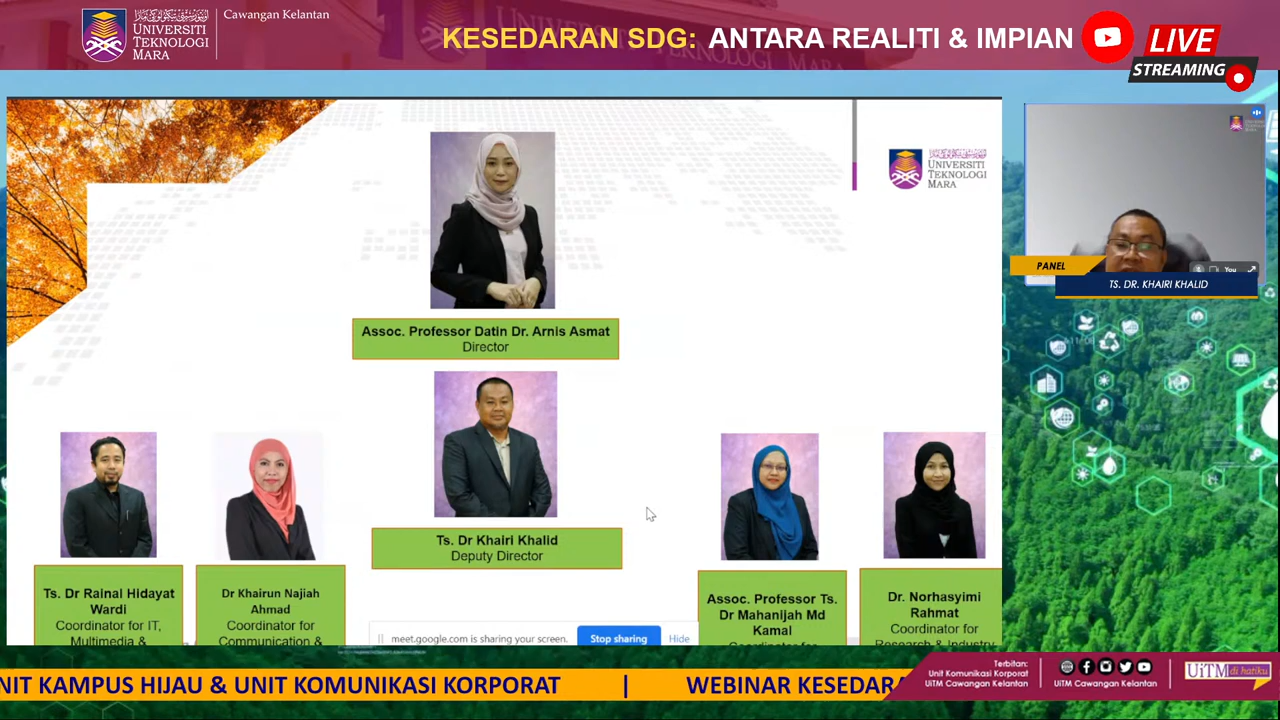 UNIVERSITI
TEKNOLOGI
MARA
Cawangan Kelantan
KESEDARAN SDG: ANTARA REALITI & IMPIAN
LIVE
STREAMING
UNIVERSITI
TEKNOLOGI
MARA
Assoc. Professor Datin Dr. Arnis Asmat
Director
Ts. Dr Khairi Khalid
Deputy Director
Ts. Dr Rainal Hidayat
Wardi
Coordinator for IT,
Multimedia &
Dr Khairun Najiah
Ahmad
Coordinator for
Communication &
Assoc. Professor Ts.
Dr Mahanijah Md
Kamal
Coordinator for
Dr. Norhasyimi
Rahmat
Coordinator for
Research & Industry
meet.google.com is sharing your screen.
Stop sharing
Hide
You
PANEL
TS. DR. KHAIRI KHALID
NIT KAMPUS HIJAU & UNIT KOMUNIKASI KORPORAT | WEBINAR KESEDARA
Terbitan:
Unit Komunikasi Korporat
UiTM Cawangan Kelantan
UiTM Cawangan Kelantan
UiTM di hatiku